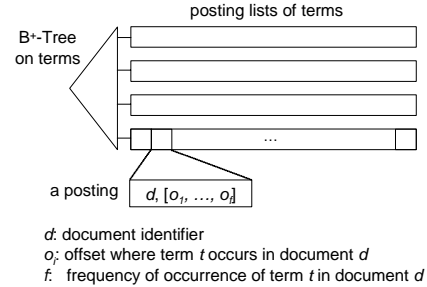 posting lists of terms
B+-Tree
on terms
...
a posting
d, [o1, ..., of]
d: document identifier
oi: offset where term t occurs in document d
f: frequency of occurrence of term t in document d